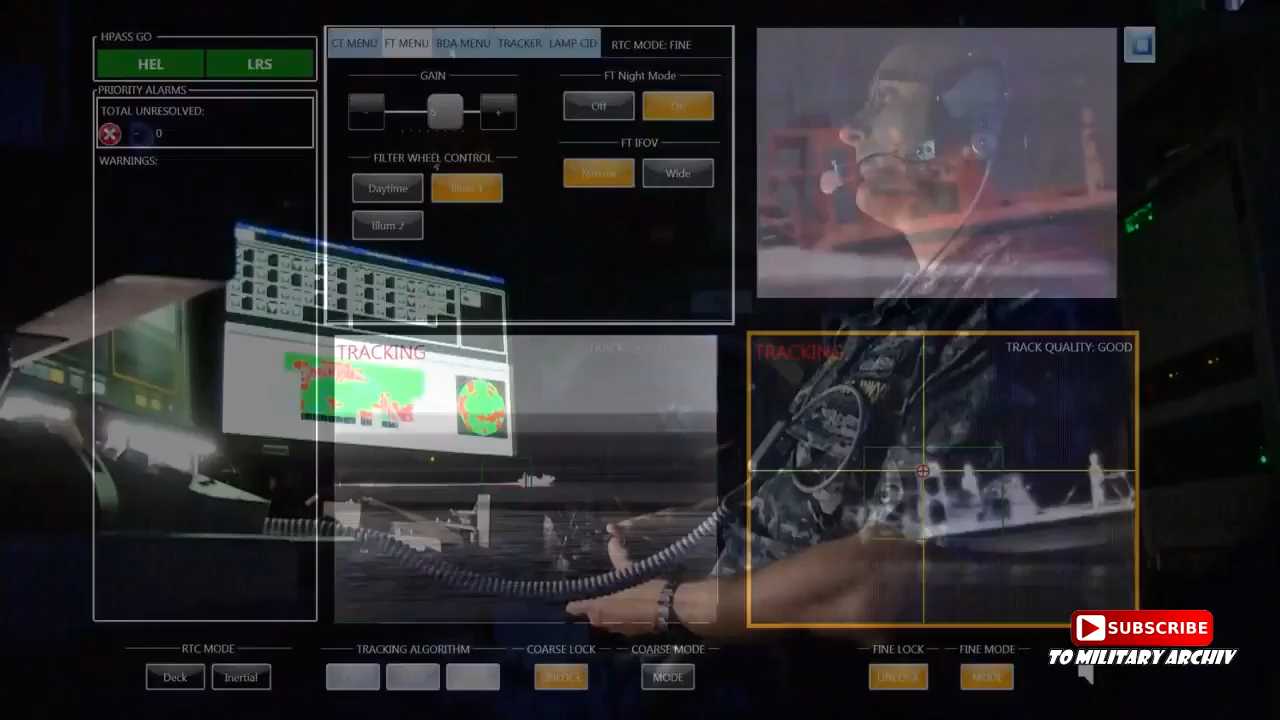 HPASS GO
HEL
LRS
PRIORITY ALARMS
TOTAL UNRESOLVED:
0
WARNINGS:
CT MENU
FT MENU
BDA MENU
TRACKER
LAMP CID
RTC MODE: FINE
GAIN
-
+
FILTER WHEEL CONTROL
Daytime
Illum 1
Illum 2
FT Night Mode
Off
On
FT IFOV
Narrow
Wide
TRACKING
TRACK
TRACKING
TRACK QUALITY: GOOD
NAVY
RTC MODE
Deck
Inertial
TRACKING ALGORITHM
COARSE LOCK
UNLOCK
COARSE MODE
MODE
FINE LOCK
UNLOCK
FINE MODE
MODE
SUBSCRIBE
TO MILITARY ARCHIV